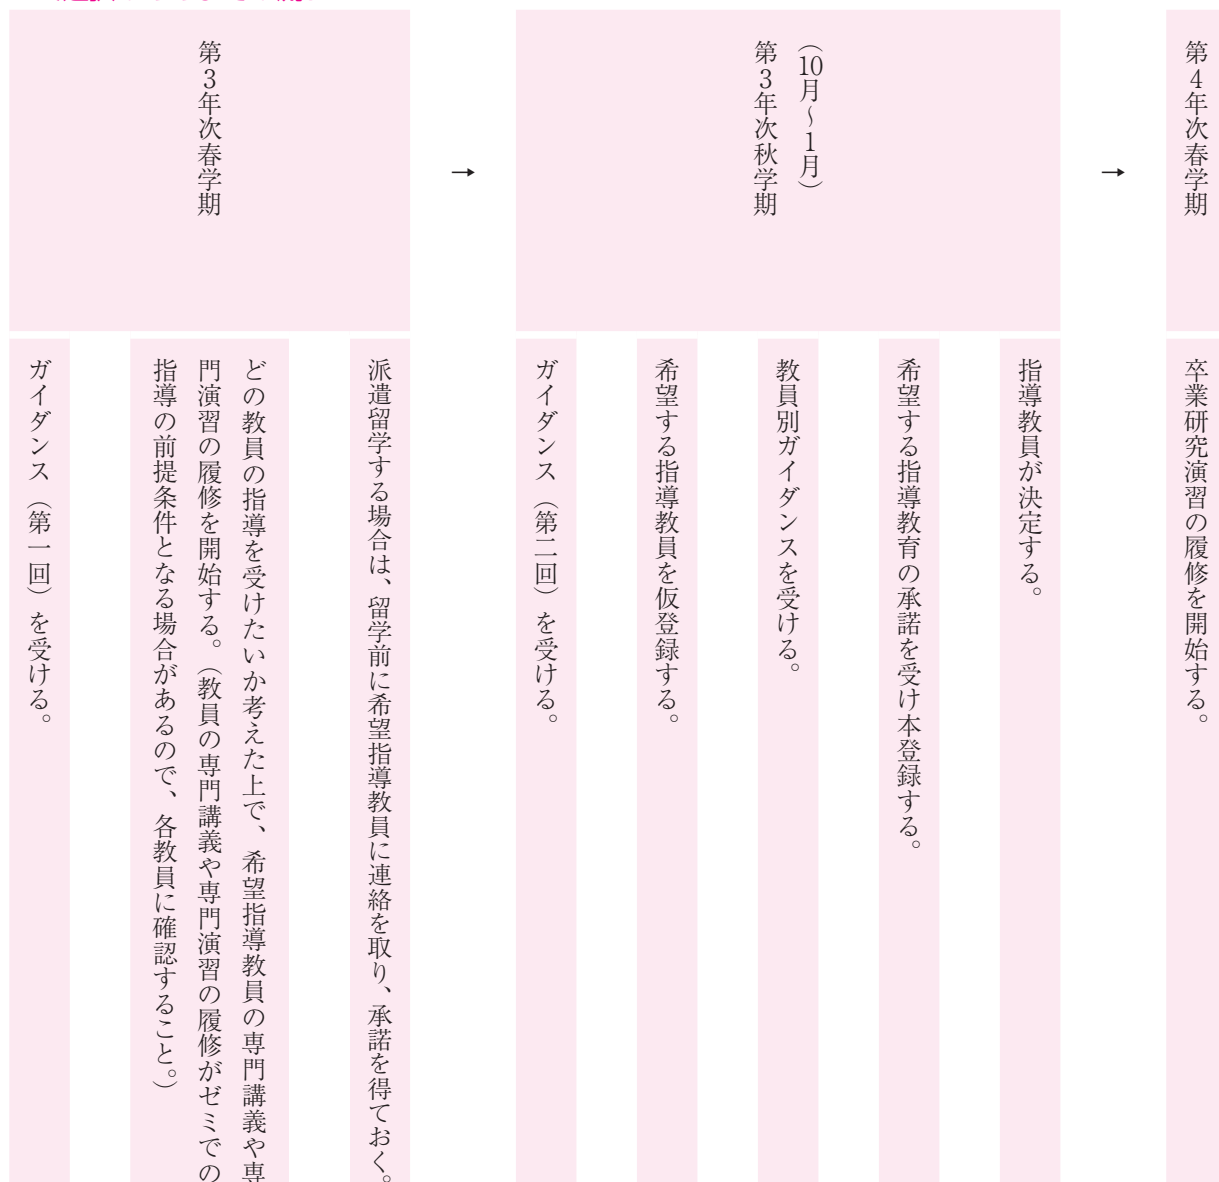 第3年次春学期
ガイダンス（第一回）を受ける。
どの教員の指導を受けたいか考えた上で、希望指導教員の専門講義や専
門演習の履修を開始する。（教員の専門講義や専門演習の履修がゼミでの
指導の前提条件となる場合があるので、各教員に確認すること。）
派遣留学する場合は、留学前に希望指導教員に連絡を取り、承諾を得ておく。
→
（10月～1月）
第3年次秋学期
ガイダンス（第二回）を受ける。
希望する指導教員を仮登録する。
教員別ガイダンスを受ける。
希望する指導教育の承諾を受け本登録する。
指導教員が決定する。
→
第4年次春学期
卒業研究演習の履修を開始する。